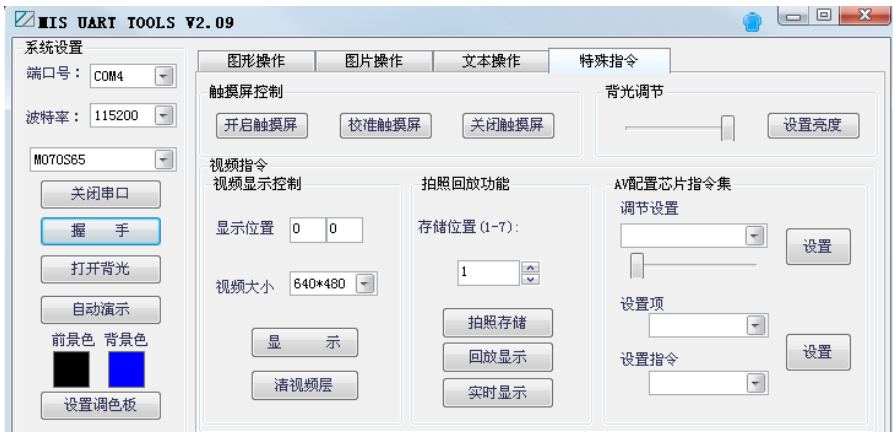 MIS UART TOOLS V2.09
系统设置
端口号： COM4
波特率： 115200
M070S65
关闭串口
握 手
打开背光
自动演示
前景色 背景色
设置调色板
图形操作 图片操作 文本操作 特殊指令
触摸屏控制
开启触摸屏 校准触摸屏 关闭触摸屏
背光调节
设置亮度
视频指令
视频显示控制
显示位置 0 0
视频大小 640*480
显 示
清视频层
拍照回放功能
存储位置(1-7):
1
拍照存储
回放显示
实时显示
AV配置芯片指令集
调节设置
设置
设置项
设置指令
设置